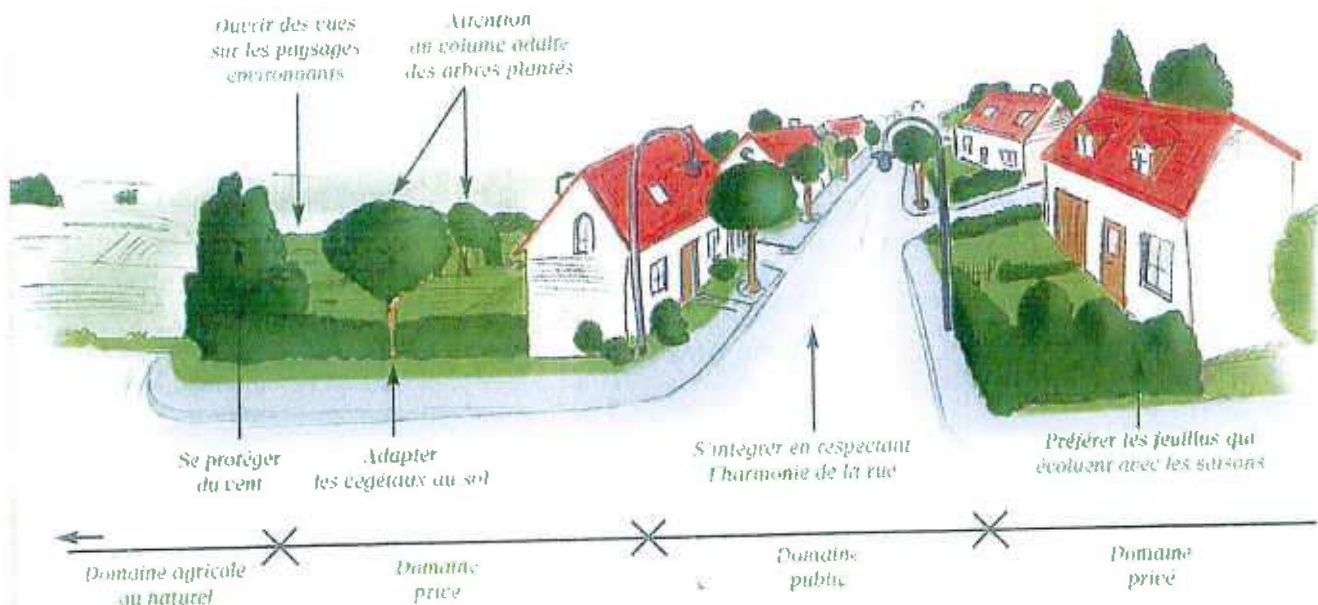 Ouvrir des vues
sur les paysages
environnants
Attention
au volume adulte
des arbres plantés
Se protéger
du vent
Adapter
les végétaux au sol
S'intégrer en respectant
l'harmonie de la rue
Préférer les feuillus qui
évoluent avec les saisons
Domaine agricole
ou naturel
Domaine
privé
Domaine
public
Domaine
privé